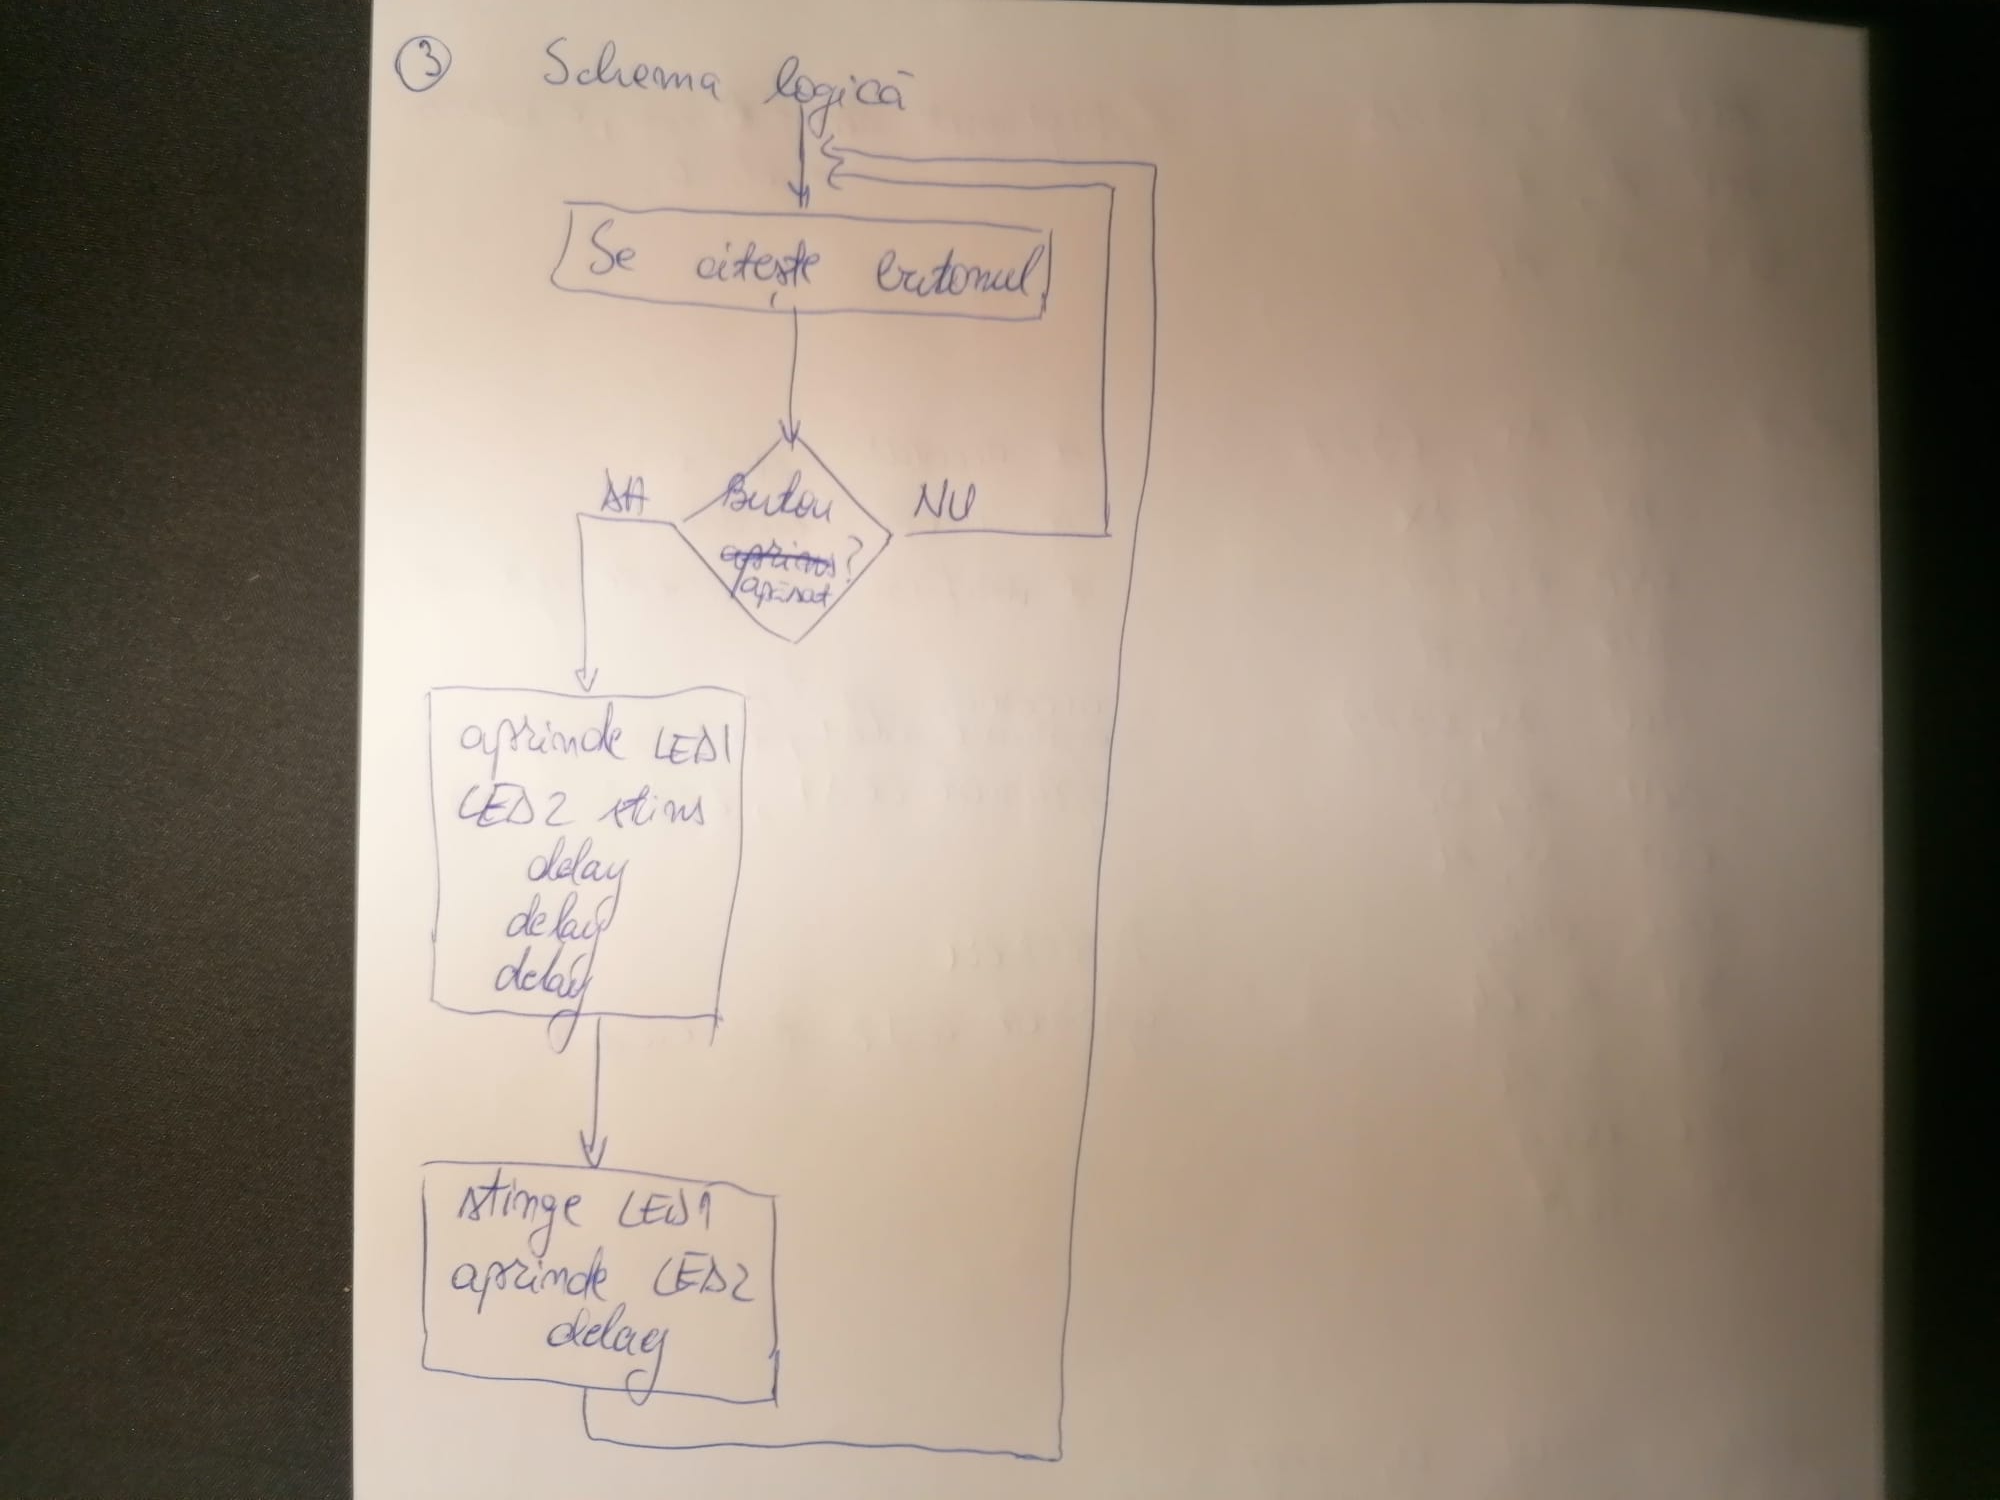 3 Schema logică
Se citește butonul
Buton
aprins?
apăsat
DA
NU
aprinde LED1
LED2 stins
delay
delay
delay
stinge LED1
aprinde LED2
delay